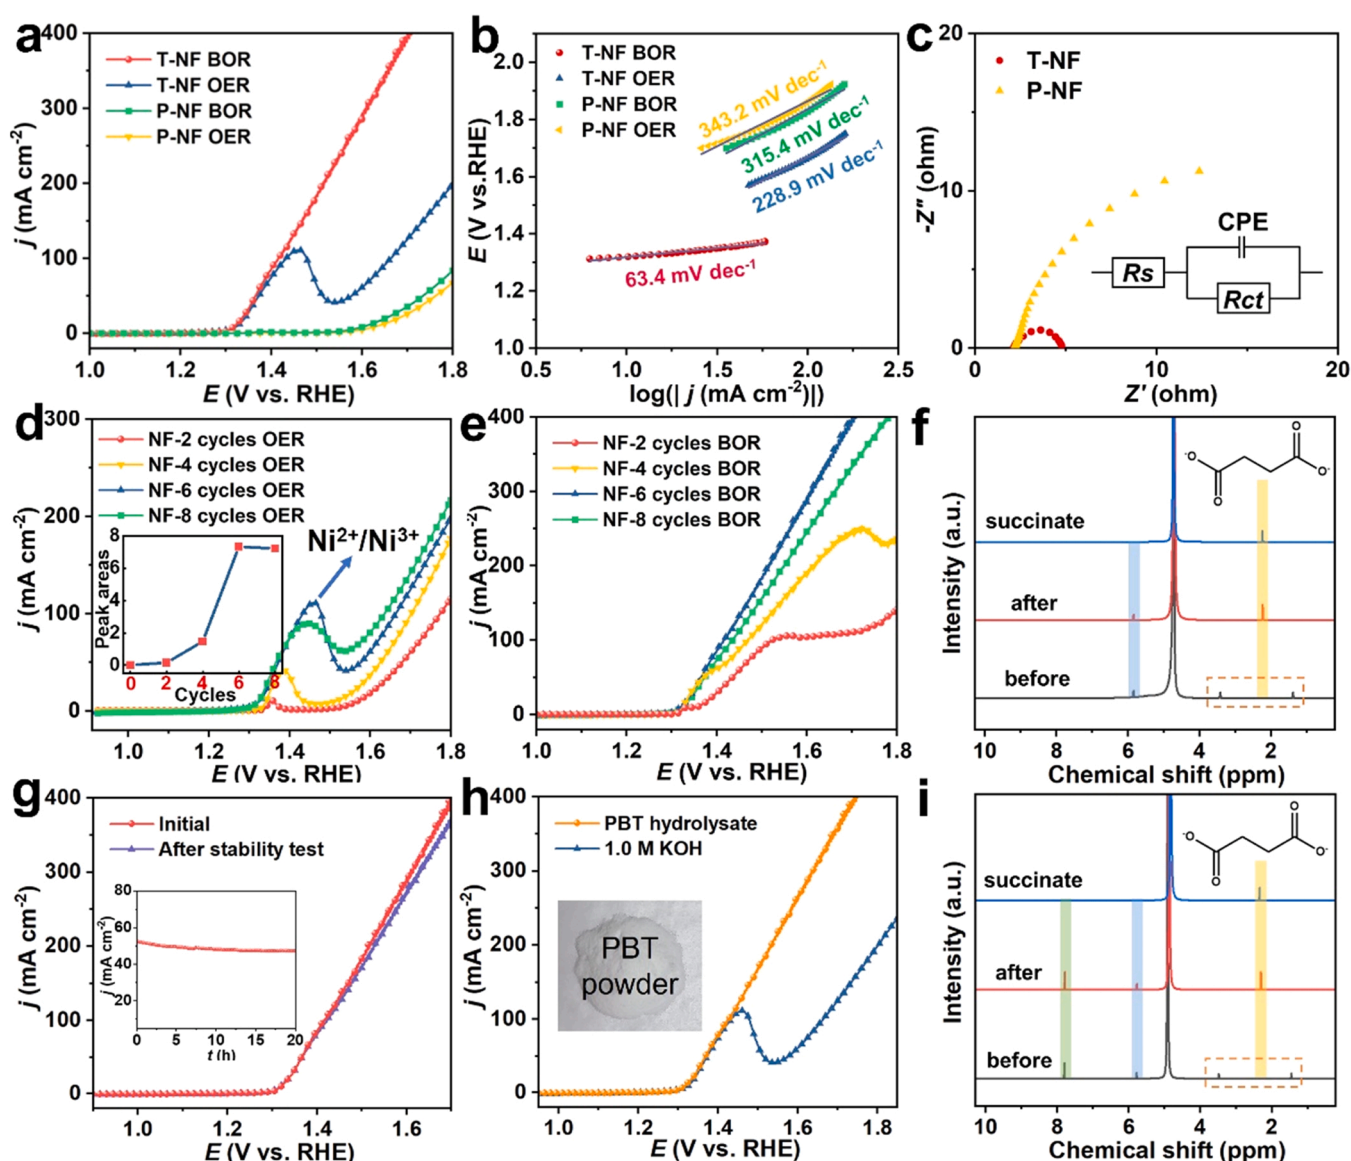 a
400
300
200
100
0
j (mA cm⁻²)
T-NF BOR
T-NF OER
P-NF BOR
P-NF OER
1.0 1.2 1.4 1.6 1.8
E (V vs. RHE)
b
2.0
1.8
1.6
1.4
1.2
1.0
E (V vs.RHE)
T-NF BOR
T-NF OER
P-NF BOR
P-NF OER
343.2 mV dec⁻¹
315.4 mV dec⁻¹
228.9 mV dec⁻¹
63.4 mV dec⁻¹
0.5 1.0 1.5 2.0 2.5
log(| j (mA cm⁻²)|)
c
20
10
0
-Z″ (ohm)
T-NF
P-NF
CPE
Rs
Rct
0 10 20
Z′ (ohm)
d
300
200
100
0
j (mA cm⁻²)
NF-2 cycles OER
NF-4 cycles OER
NF-6 cycles OER
NF-8 cycles OER
Ni²⁺/Ni³⁺
8
6
4
2
0
Peak areas
0 2 4 6 8
Cycles
1.0 1.2 1.4 1.6 1.8
E (V vs. RHE)
e
400
300
200
100
0
j (mA cm⁻²)
NF-2 cycles BOR
NF-4 cycles BOR
NF-6 cycles BOR
NF-8 cycles BOR
1.0 1.2 1.4 1.6 1.8
E (V vs. RHE)
f
Intensity (a.u.)
⁻O
O
O
O⁻
succinate
after
before
10 8 6 4 2
Chemical shift (ppm)
g
400
300
200
100
0
j (mA cm⁻²)
Initial
After stability test
80
60
40
20
j (mA cm⁻²)
0 5 10 15 20
t (h)
1.0 1.2 1.4 1.6
E (V vs. RHE)
h
400
300
200
100
0
j (mA cm⁻²)
PBT hydrolysate
1.0 M KOH
PBT
powder
1.0 1.2 1.4 1.6 1.8
E (V vs. RHE)
i
Intensity (a.u.)
⁻O
O
O
O⁻
succinate
after
before
10 8 6 4 2
Chemical shift (ppm)